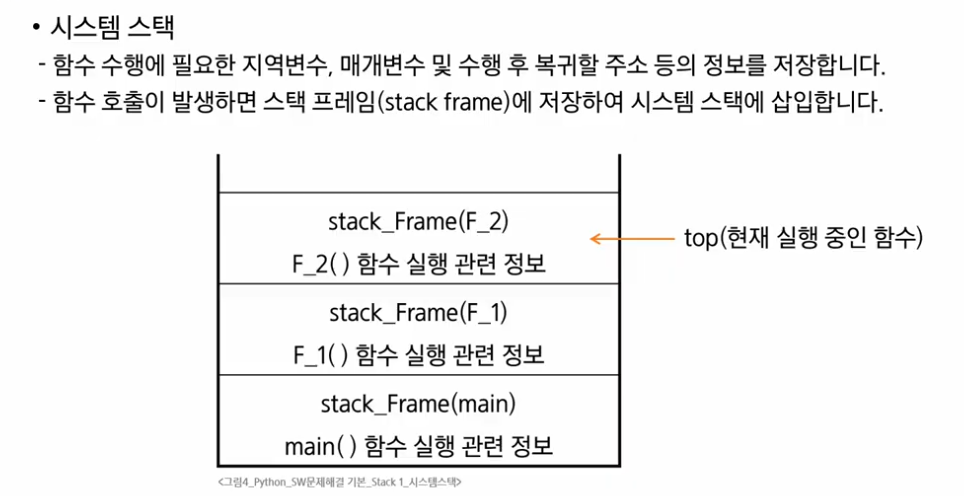 • 시스템 스택
- 함수 수행에 필요한 지역변수, 매개변수 및 수행 후 복귀할 주소 등의 정보를 저장합니다.
- 함수 호출이 발생하면 스택 프레임(stack frame)에 저장하여 시스템 스택에 삽입합니다.
stack_Frame(F_2)
F_2( ) 함수 실행 관련 정보
top(현재 실행 중인 함수)
stack_Frame(F_1)
F_1( ) 함수 실행 관련 정보
stack_Frame(main)
main( ) 함수 실행 관련 정보
<그림4_Python_SW문제해결 기본_Stack 1_시스템스택>